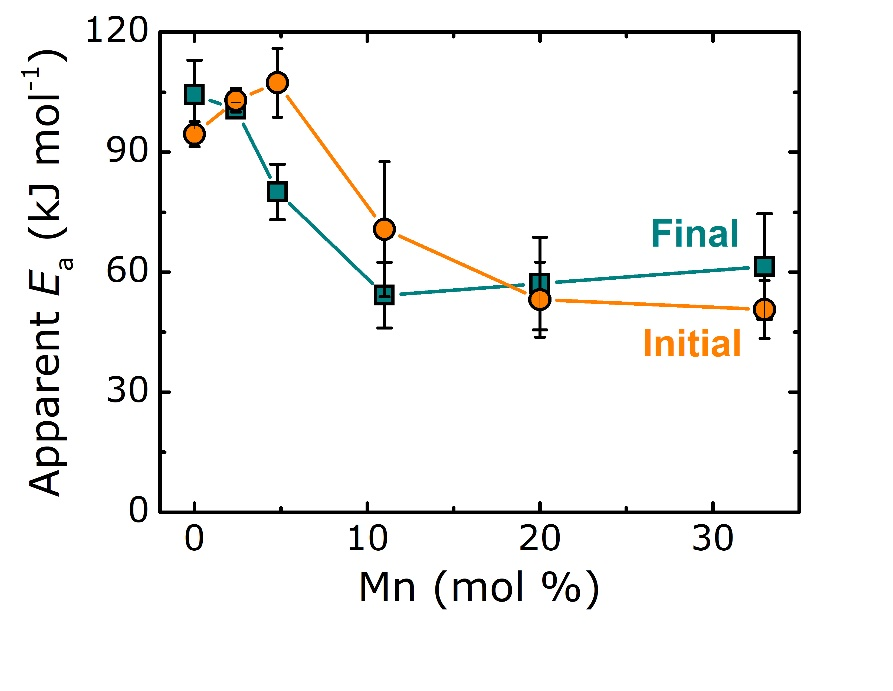 120
90
60
30
0
Apparent Eₐ (kJ mol⁻¹)
Final
Initial
0 10 20 30
Mn (mol %)